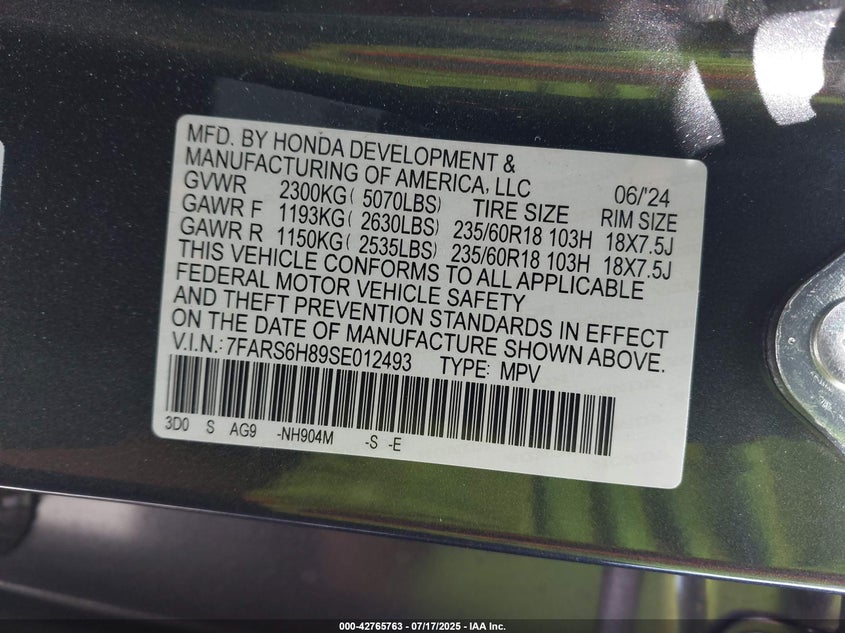 MFD. BY HONDA DEVELOPMENT &
MANUFACTURING OF AMERICA, LLC 06/'24
GVWR 2300KG( 5070LBS) TIRE SIZE RIM SIZE
GAWR F 1193KG( 2630LBS) 235/60R18 103H 18X7.5J
GAWR R 1150KG( 2535LBS) 235/60R18 103H 18X7.5J
THIS VEHICLE CONFORMS TO ALL APPLICABLE
FEDERAL MOTOR VEHICLE SAFETY
AND THEFT PREVENTION STANDARDS IN EFFECT
ON THE DATE OF MANUFACTURE SHOWN ABOVE.
V.I.N.: 7FARS6H89SE012493 TYPE: MPV
3D0 S AG9 -NH904M -S -E
000-42765763 - 07/17/2025 - IAA Inc.